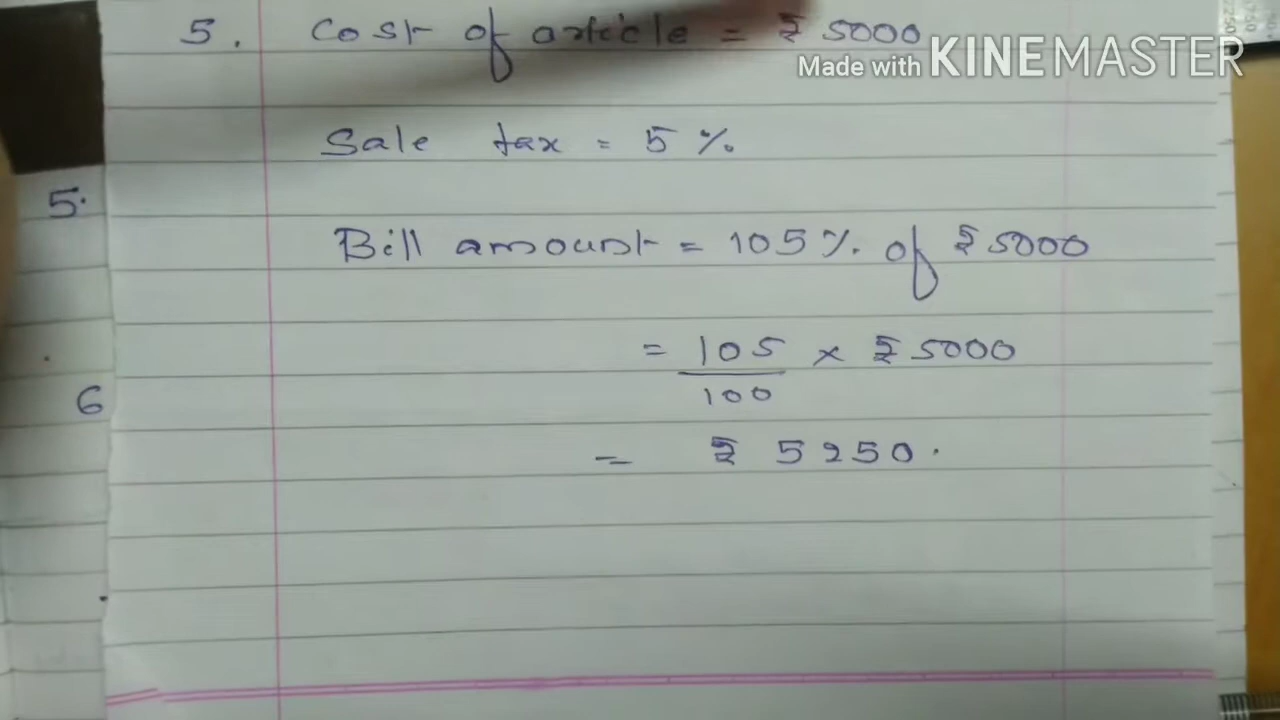 5. Cost of article = ₹ 5000
Made with KINEMASTER
Sale tax = 5 %
5.
Bill amount = 105 % of ₹ 5000
= 105/100 × ₹ 5000
6
= ₹ 5250.